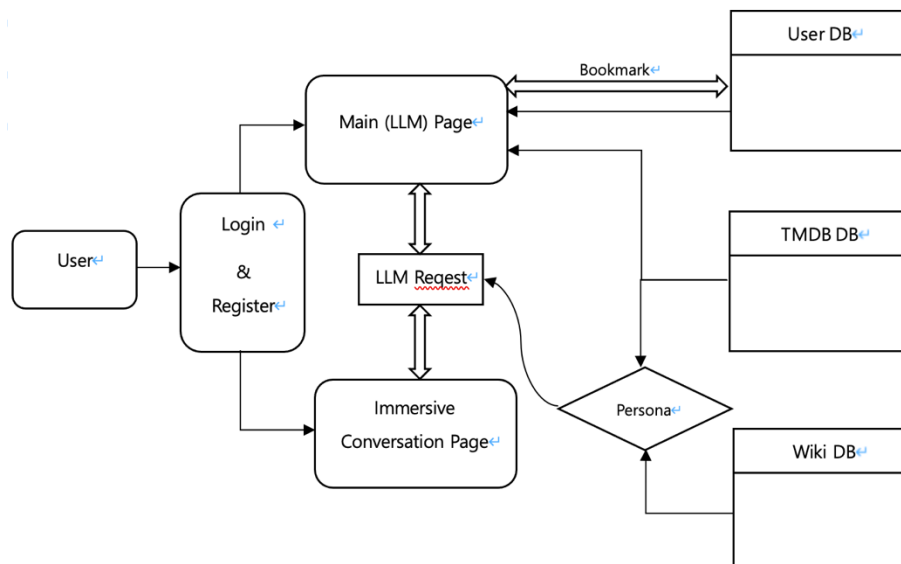 User
Login
&
Register
Main (LLM) Page
LLM Reqest
Immersive
Conversation Page
Bookmark
User DB
TMDB DB
Persona
Wiki DB